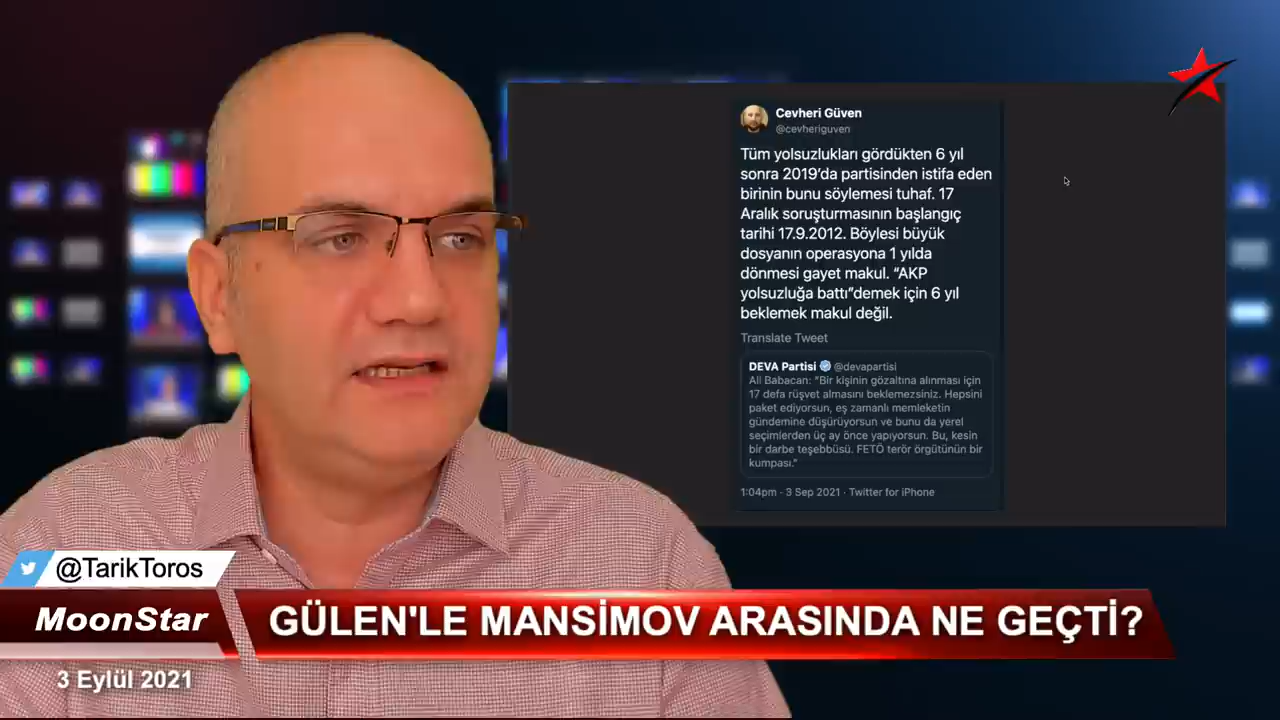 Cevheri Güven
@cevheriguven
Tüm yolsuzlukları gördükten 6 yıl
sonra 2019'da partisinden istifa eden
birinin bunu söylemesi tuhaf. 17
Aralık soruşturmasının başlangıç
tarihi 17.9.2012. Böylesi büyük
dosyanın operasyona 1 yılda
dönmesi gayet makul. "AKP
yolsuzluğa battı"demek için 6 yıl
beklemek makul değil.
Translate Tweet
DEVA Partisi @devapartisi
Ali Babacan: "Bir kişinin gözaltına alınması için
17 defa rüşvet almasını beklemezsiniz. Hepsini
paket ediyorsun, eş zamanlı memleketin
gündemine düşürüyorsun ve bunu da yerel
seçimlerden üç ay önce yapıyorsun. Bu, kesin
bir darbe teşebbüsü. FETÖ terör örgütünün bir
kumpası."
1:04pm · 3 Sep 2021 · Twitter for iPhone
@TarikToros
MoonStar
GÜLEN'LE MANSİMOV ARASINDA NE GEÇTİ?
3 Eylül 2021